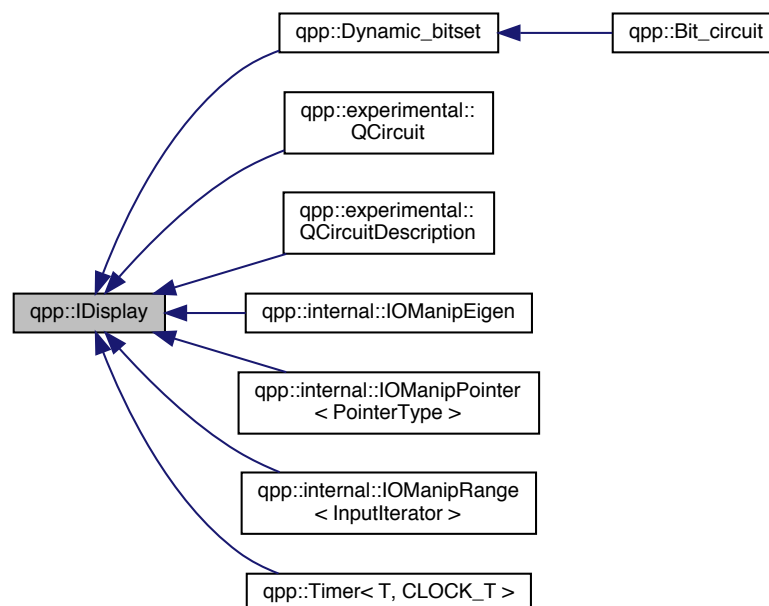 qpp::Dynamic_bitset
qpp::Bit_circuit
qpp::experimental::
QCircuit
qpp::experimental::
QCircuitDescription
qpp::IDisplay
qpp::internal::IOManipEigen
qpp::internal::IOManipPointer
< PointerType >
qpp::internal::IOManipRange
< InputIterator >
qpp::Timer< T, CLOCK_T >